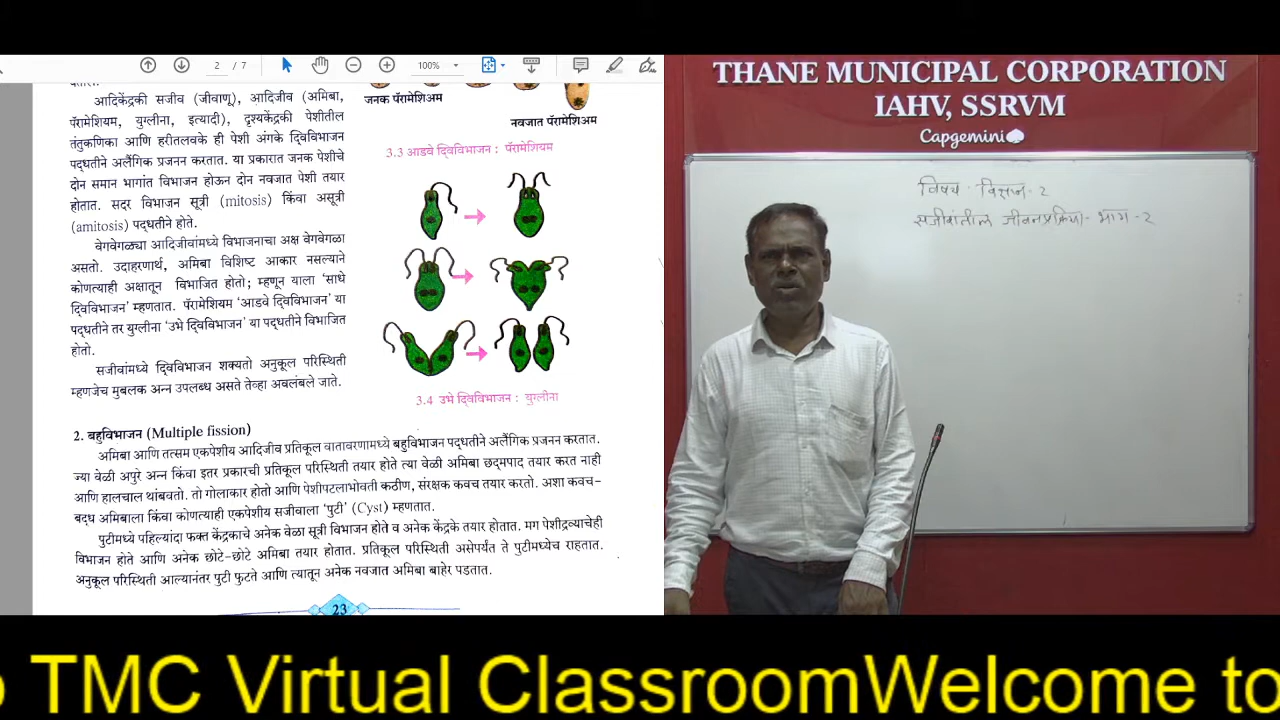 2 / 7
100%
आदिकेंद्रकी सजीव (जीवाणू), आदिजीव (अमिबा,
पॅरामेशियम, युग्लीना, इत्यादी), दृश्यकेंद्रकी पेशीतील
तंतुकणिका आणि हरीतलवके ही पेशी अंगके द्विविभाजन
पद्धतीने अलैंगिक प्रजनन करतात. या प्रकारात जनक पेशीचे
दोन समान भागांत विभाजन होऊन दोन नवजात पेशी तयार
होतात. सदर विभाजन सूत्री (mitosis) किंवा असूत्री
(amitosis) पद्धतीने होते.
वेगवेगळ्या आदिजीवांमध्ये विभाजनाचा अक्ष वेगवेगळा
असतो. उदाहरणार्थ, अमिबा विशिष्ट आकार नसल्याने
कोणत्याही अक्षातून विभाजित होतो; म्हणून याला 'साधे
द्विविभाजन' म्हणतात. पॅरामेशियम 'आडवे द्विविभाजन' या
पद्धतीने तर युग्लीना 'उभे द्विविभाजन' या पद्धतीने विभाजित
होतो.
सजीवांमध्ये द्विविभाजन शक्यतो अनुकूल परिस्थिती
म्हणजेच मुबलक अन्न उपलब्ध असते तेव्हा अवलंबले जाते.
जनक पॅरामेशिअम
नवजात पॅरामेशिअम
3.3 आडवे द्विविभाजन : पॅरामेशियम
3.4 उभे द्विविभाजन : युग्लीना
2. बहुविभाजन (Multiple fission)
अमिबा आणि तत्सम एकपेशीय आदिजीव प्रतिकूल वातावरणामध्ये बहुविभाजन पद्धतीने अलैंगिक प्रजनन करतात.
ज्या वेळी अपुरे अन्न किंवा इतर प्रकारची प्रतिकूल परिस्थिती तयार होते त्या वेळी अमिबा छद्मपाद तयार करत नाही
आणि हालचाल थांबवतो. तो गोलाकार होतो आणि पेशीपटलाभोवती कठीण, संरक्षक कवच तयार करतो. अशा कवच-
बद्ध अमिबाला किंवा कोणत्याही एकपेशीय सजीवाला 'पुटी' (Cyst) म्हणतात.
पुटीमध्ये पहिल्यांदा फक्त केंद्रकाचे अनेक वेळा सूत्री विभाजन होते व अनेक केंद्रके तयार होतात. मग पेशीद्रव्याचेही
विभाजन होते आणि अनेक छोटे-छोटे अमिबा तयार होतात. प्रतिकूल परिस्थिती असेपर्यंत ते पुटीमध्येच राहतात.
अनुकूल परिस्थिती आल्यानंतर पुटी फुटते आणि त्यातून अनेक नवजात अमिबा बाहेर पडतात.
23
THANE MUNICIPAL CORPORATION
IAHV, SSRVM
Capgemini
विषय - विज्ञान - २
सजीवातील जीवनप्रक्रिया- भाग - २
TMC Virtual ClassroomWelcome to